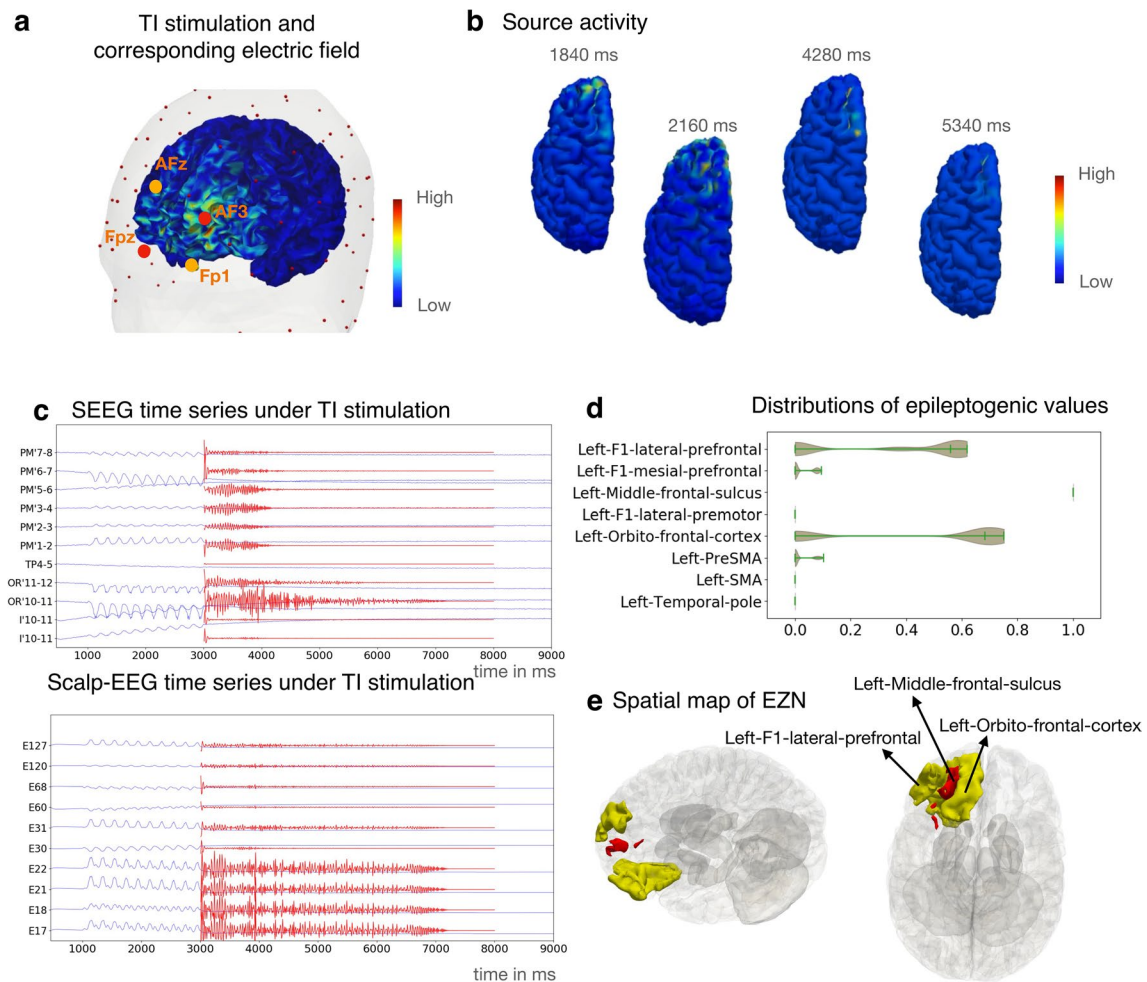 a
TI stimulation and
corresponding electric field
AFz
AF3
Fpz
Fp1
High
Low
b Source activity
1840 ms
2160 ms
4280 ms
5340 ms
High
Low
c SEEG time series under TI stimulation
PM'7-8
PM'6-7
PM'5-6
PM'3-4
PM'2-3
PM'1-2
TP4-5
OR'11-12
OR'10-11
I'10-11
I'10-11
1000 2000 3000 4000 5000 6000 7000 8000 9000
time in ms
Scalp-EEG time series under TI stimulation
E127
E120
E68
E60
E31
E30
E22
E21
E18
E17
1000 2000 3000 4000 5000 6000 7000 8000 9000
time in ms
d Distributions of epileptogenic values
Left-F1-lateral-prefrontal
Left-F1-mesial-prefrontal
Left-Middle-frontal-sulcus
Left-F1-lateral-premotor
Left-Orbito-frontal-cortex
Left-PreSMA
Left-SMA
Left-Temporal-pole
0.0 0.2 0.4 0.6 0.8 1.0
e Spatial map of EZN
Left-Middle-frontal-sulcus
Left-Orbito-frontal-cortex
Left-F1-lateral-prefrontal